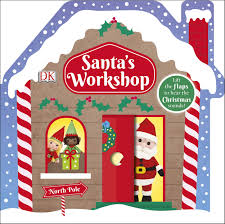 DK
Santa's
Workshop
Lift
the flaps
to hear the
Christmas
sounds!
North Pole